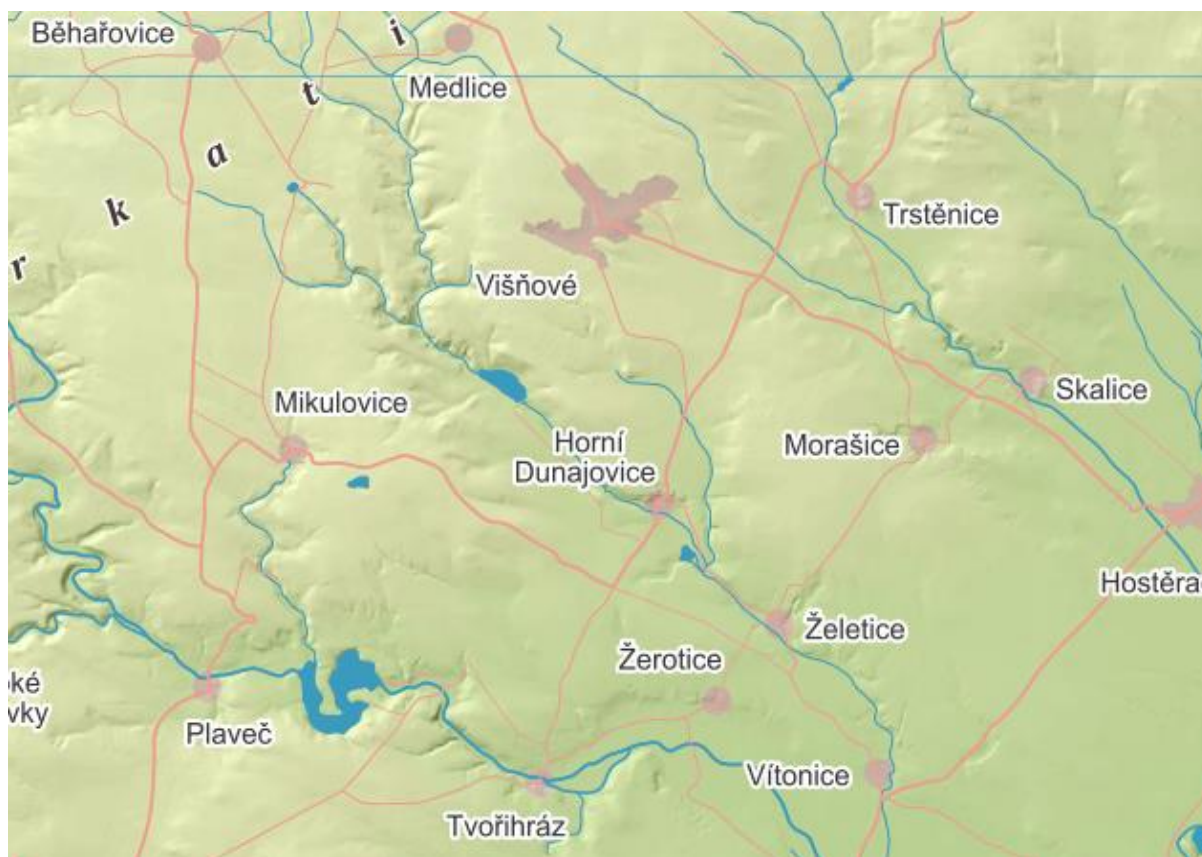 Běhařovice
Medlice
i
t
a
k
r
Trstěnice
Višňové
Skalice
Mikulovice
Horní
Dunajovice
Morašice
Hostěra
Želetice
Žerotice
ké
vky
Plaveč
Vítonice
Tvořihráz